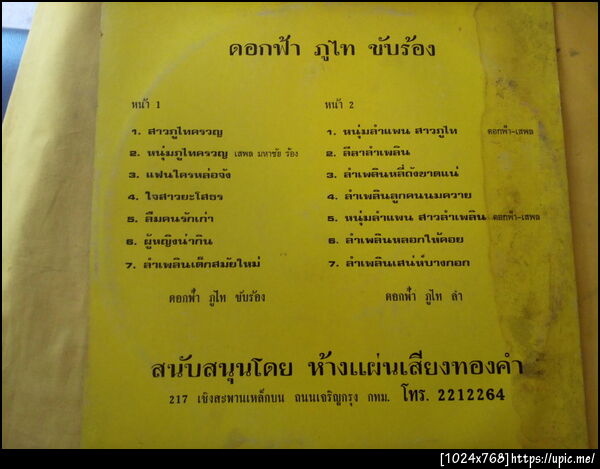 ดอกฟ้า ภูไท ขับร้อง
หน้า 1
1. สาวภูไทครวญ
2. หนุ่มภูไทครวญ เสพล มหาชัย ร้อง
3. แฟนใครหล่อจัง
4. ใจสาวยะโสธร
5. ลืมคนรักเก่า
6. ผู้หญิงน่ากิน
7. ลำเพลินเด็กสมัยใหม่
ดอกฟ้า ภูไท ขับร้อง
หน้า 2
1. หนุ่มลำแพน สาวภูไท ดอกฟ้า-เสพล
2. ลีลาลำเพลิน
3. ลำเพลินหลีด้งขาดแน่
4. ลำเพลินลูกคนนมควาย
5. หนุ่มลำแพน สาวลำเพลิน ดอกฟ้า-เสพล
6. ลำเพลินหลอกให้คอย
7. ลำเพลินเสน่ห์บางกอก
ดอกฟ้า ภูไท ลำ
สนับสนุนโดย ห้างแผ่นเสียงทองคำ
217 เชิงสะพานเหล็กบน ถนนเจริญกรุง กทม. โทร. 2212264
[1024x768]https://upic.me/